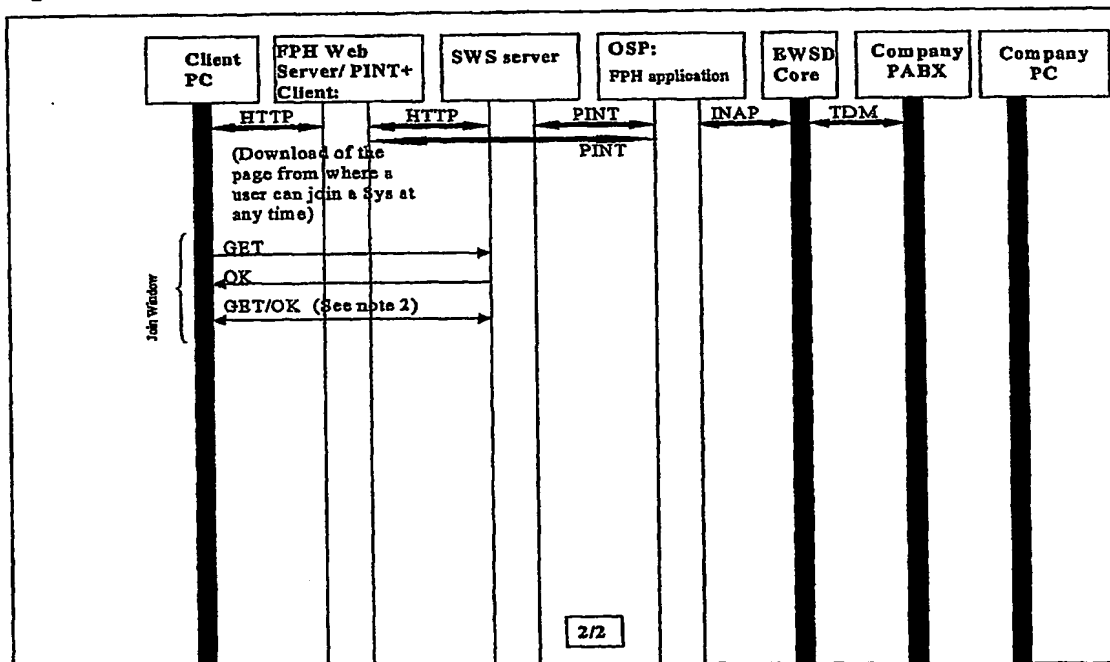 Client
PC
FPH Web
Server/ PINT+
Client:
SWS server
OSP:
FPH application
EWSD
Core
Company
PABX
Company
PC
HTTP
HTTP
PINT
INAP
TDM
PINT
(Download of the
page from where a
user can join a Sys at
any time)
Join Window
GET
OK
GET/OK (See note 2)
2/2